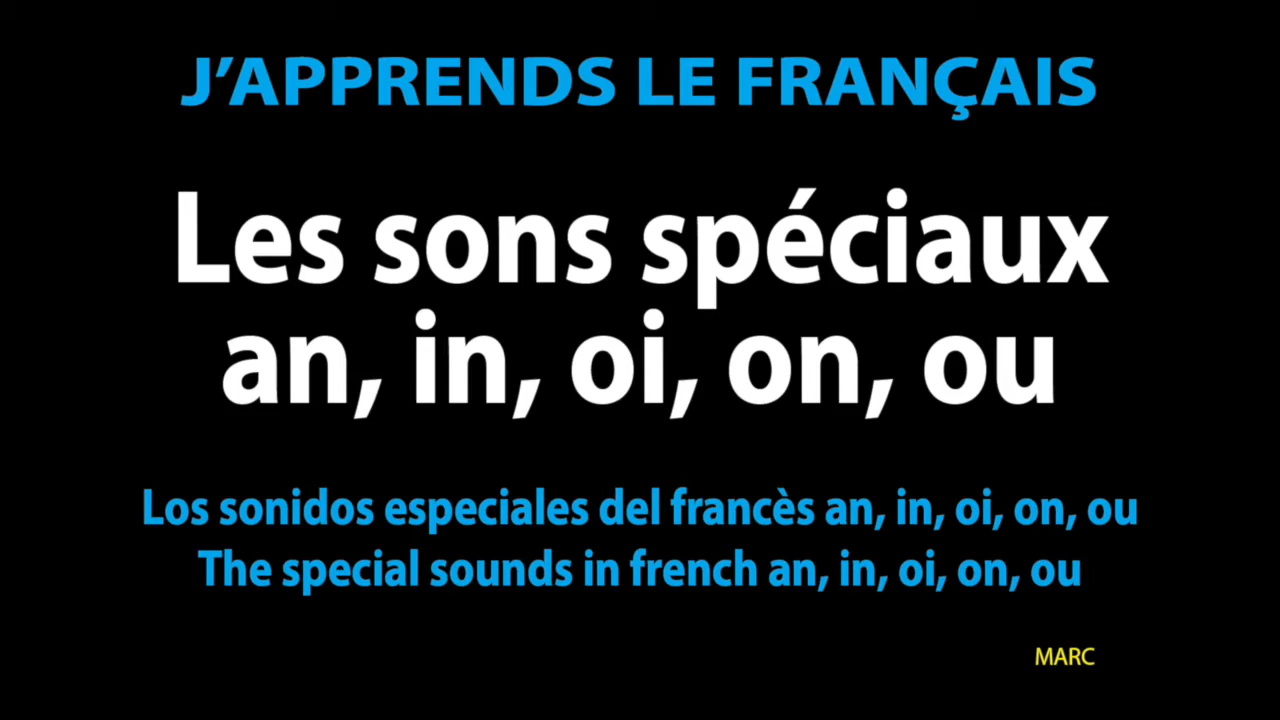 J’APPRENDS LE FRANÇAIS
Les sons spéciaux
an, in, oi, on, ou
Los sonidos especiales del francès an, in, oi, on, ou
The special sounds in french an, in, oi, on, ou
MARC